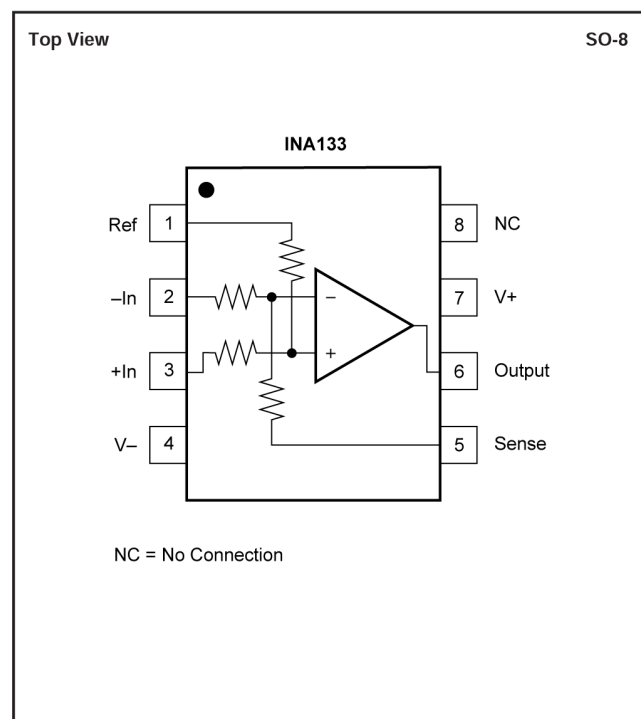 Top View SO-8
INA133
Ref 1 8 NC
–In 2 – 7 V+
+In 3 + 6 Output
V– 4 5 Sense
NC = No Connection